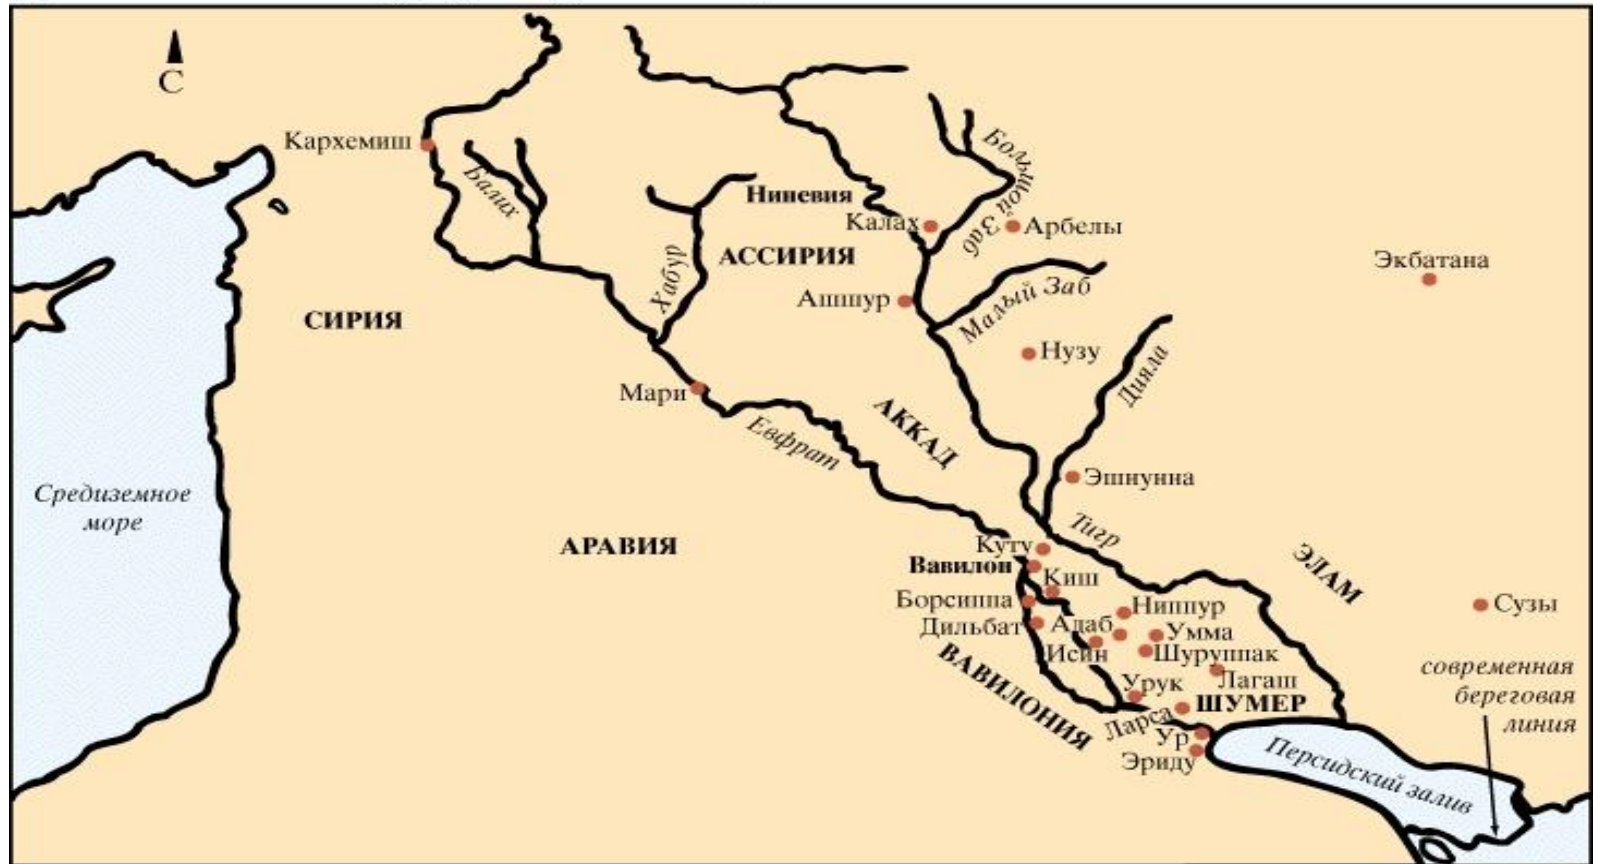 С
Кархемиш
Балих
Большой Заб
Ниневия
Калах
Арбелы
АССИРИЯ
Хабур
Экбатана
Ашшур
Малый Заб
СИРИЯ
Нузу
Дияла
Мари
АККАД
Евфрат
Эшнунна
Средиземное
море
Тигр
АРАВИЯ
Куту
Вавилон
Киш
ЭЛАМ
Борсиппа
Ниппур
Сузы
Дильбат
Адаб
Умма
Исин
Шуруппак
ВАВИЛОНИЯ
Урук
Лагаш
современная
береговая
линия
ШУМЕР
Ларса
Ур
Эриду
Персидский залив